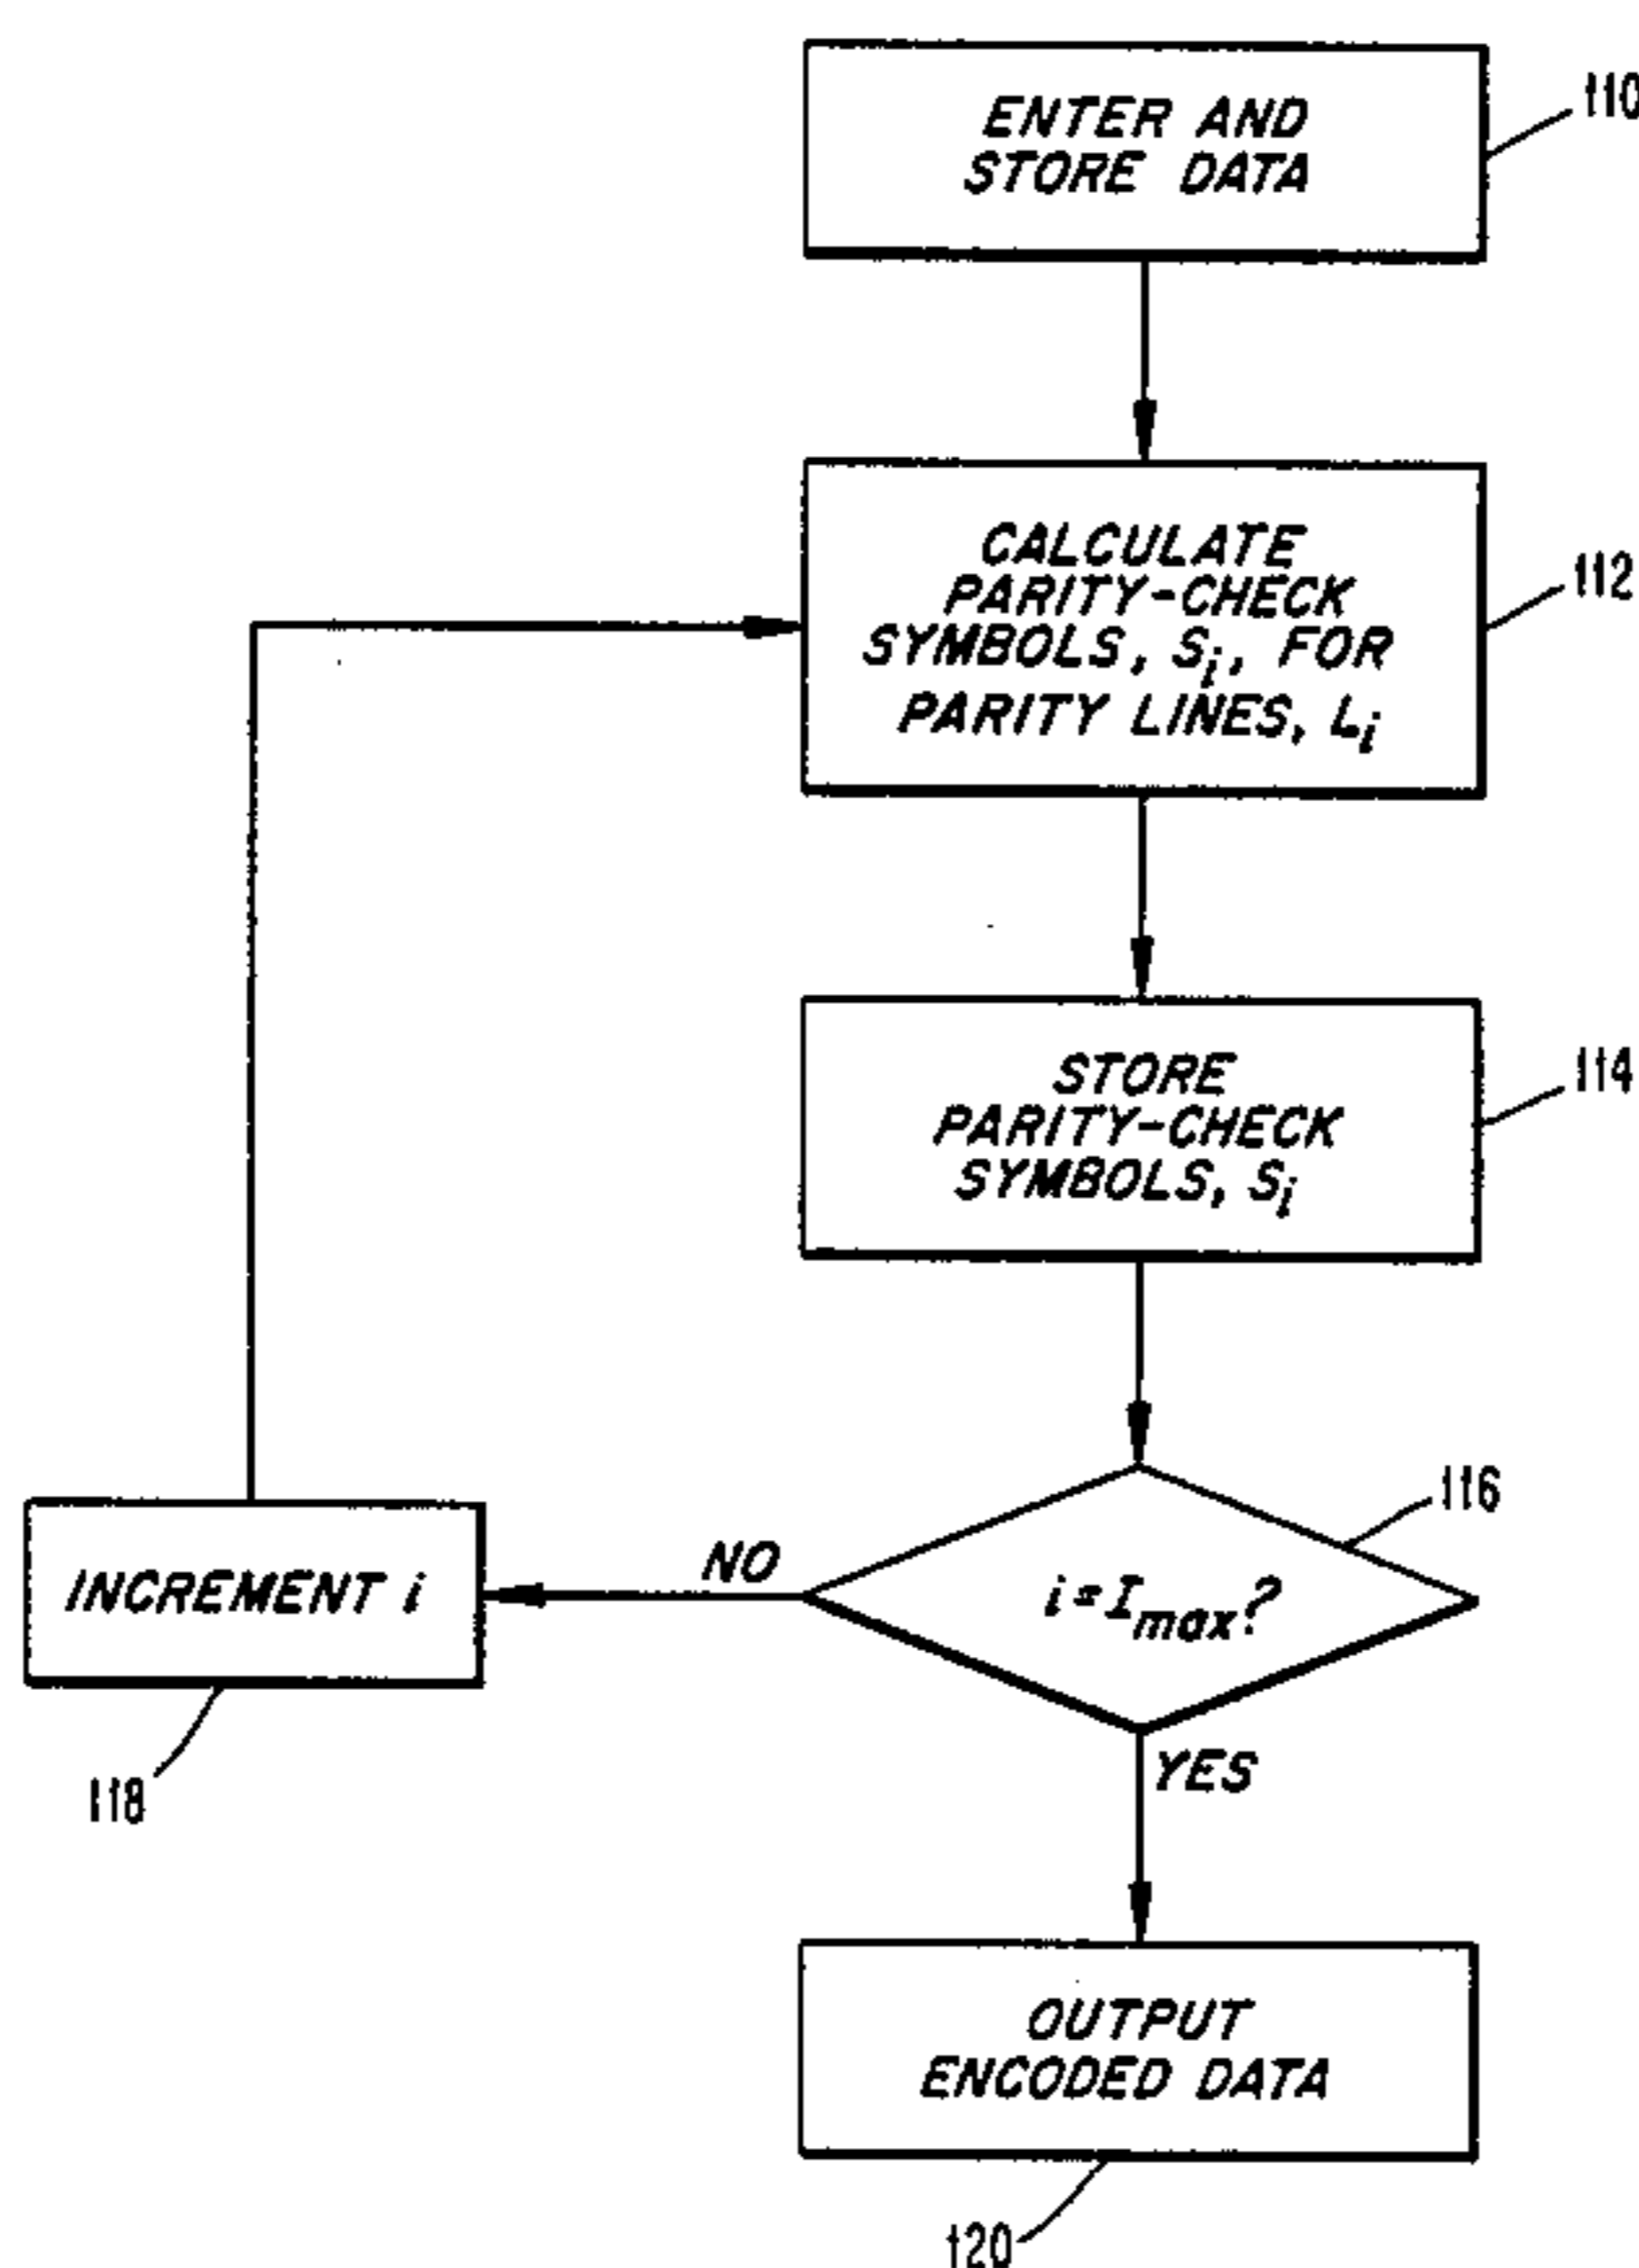 ENTER AND
STORE DATA
110
CALCULATE
PARITY-CHECK
SYMBOLS, Si, FOR
PARITY LINES, Li
112
STORE
PARITY-CHECK
SYMBOLS, Si
114
116
i=Imax?
NO
INCREMENT i
118
YES
OUTPUT
ENCODED DATA
120